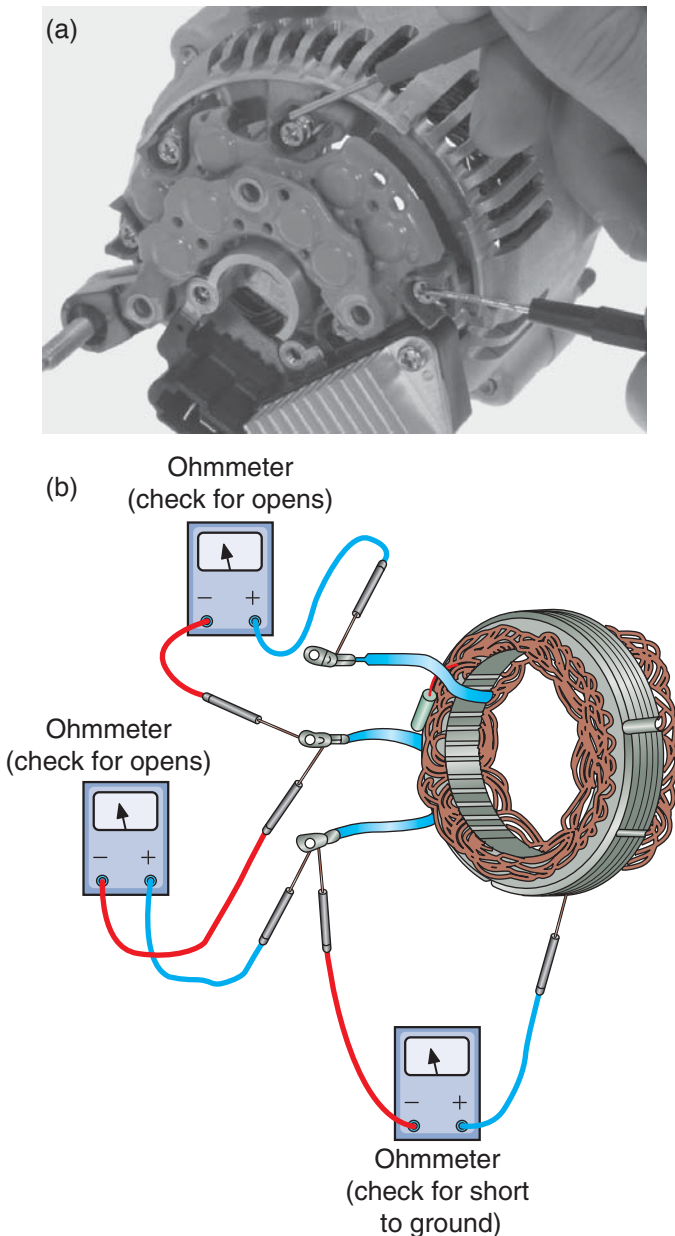 (a)
(b)
Ohmmeter
(check for opens)
− +
Ohmmeter
(check for opens)
− +
− +
Ohmmeter
(check for short
to ground)